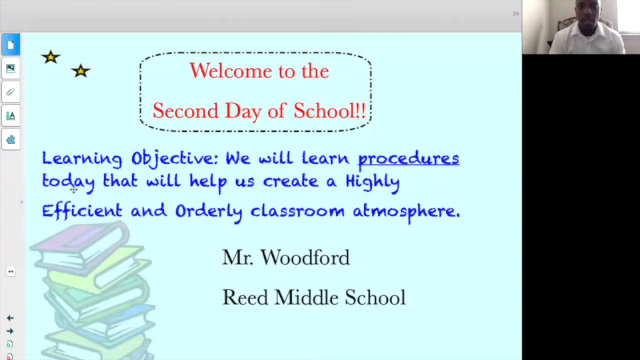 Welcome to the
Second Day of School!!
Learning Objective: We will learn procedures
today that will help us create a Highly
Efficient and Orderly classroom atmosphere.
Mr. Woodford
Reed Middle School